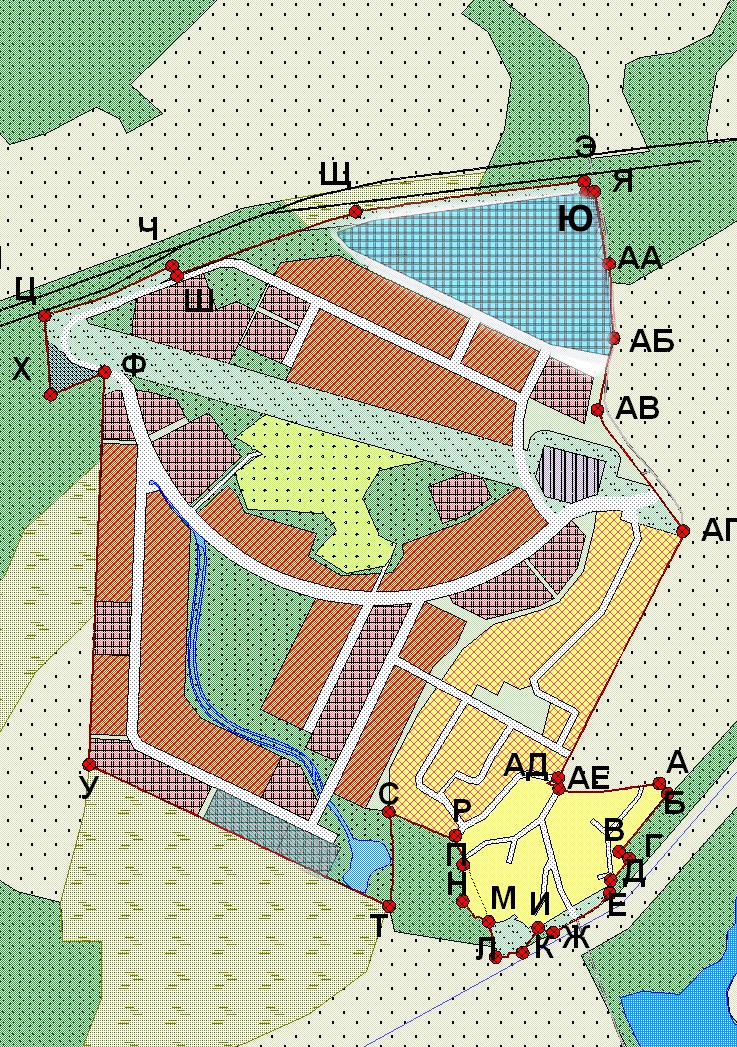 Э
Щ
Я
Ю
Ч
АА
Ц
Ш
АБ
Х
Ф
АВ
АГ
АД
АЕ
А
У
С
Б
Р
В
Г
П
Д
Н
М
И
Е
Т
Л
К
Ж